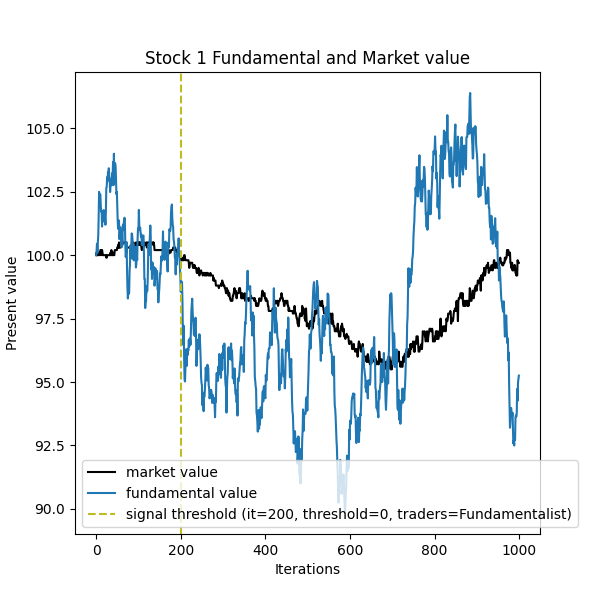 Stock 1 Fundamental and Market value
Present value
105.0
102.5
100.0
97.5
95.0
92.5
90.0
market value
fundamental value
signal threshold (it=200, threshold=0, traders=Fundamentalist)
0 200 400 600 800 1000
Iterations